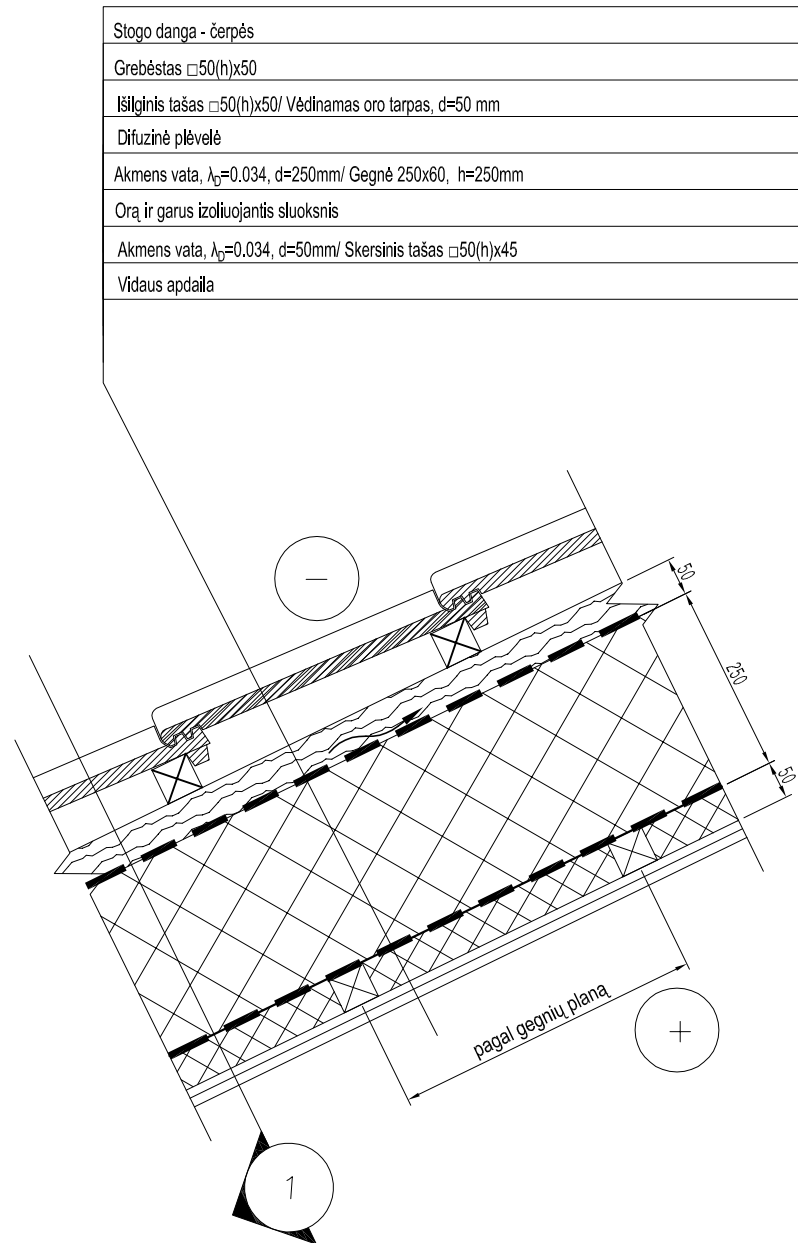 Stogo danga - čerpės
Grebėstas □50(h)x50
Išilginis tašas □50(h)x50/ Vėdinamas oro tarpas, d=50 mm
Difuzinė plėvelė
Akmens vata, λD=0.034, d=250mm/ Gegnė 250x60, h=250mm
Orą ir garus izoliuojantis sluoksnis
Akmens vata, λD=0.034, d=50mm/ Skersinis tašas □50(h)x45
Vidaus apdaila
−
50
250
50
pagal gegnių planą
+
1